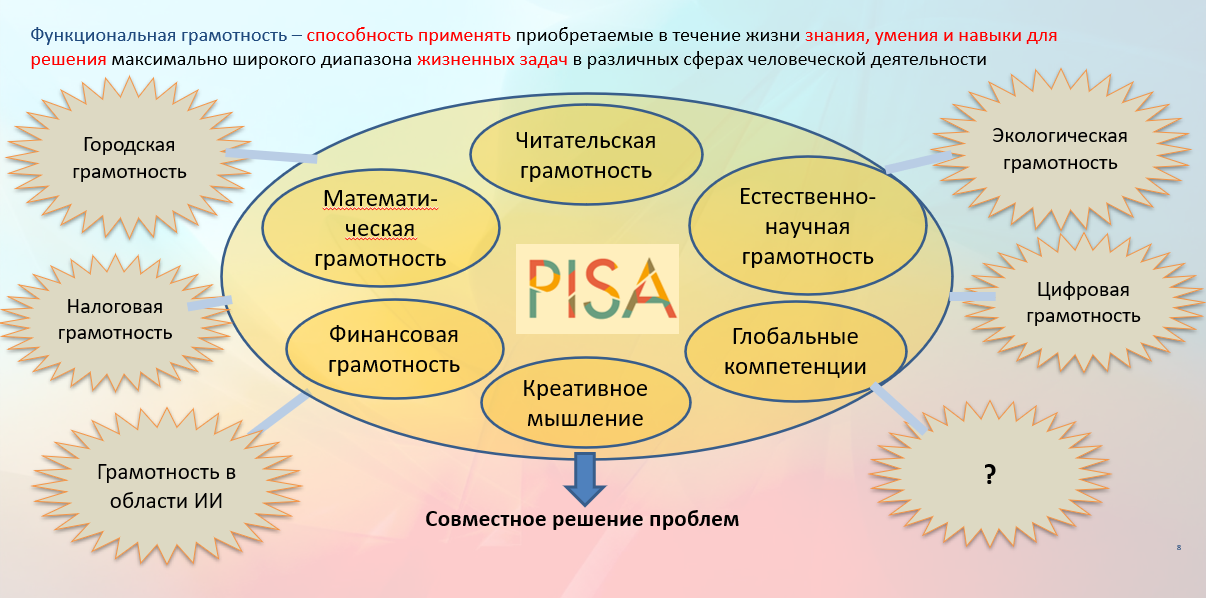 Функциональная грамотность – способность применять приобретаемые в течение жизни знания, умения и навыки для
решения максимально широкого диапазона жизненных задач в различных сферах человеческой деятельности
Городская
грамотность
Читательская
грамотность
Экологическая
грамотность
Математи-
ческая
грамотность
Естественно-
научная
грамотность
PISA
Налоговая
грамотность
Цифровая
грамотность
Финансовая
грамотность
Глобальные
компетенции
Креативное
мышление
Грамотность в
области ИИ
?
Совместное решение проблем
8